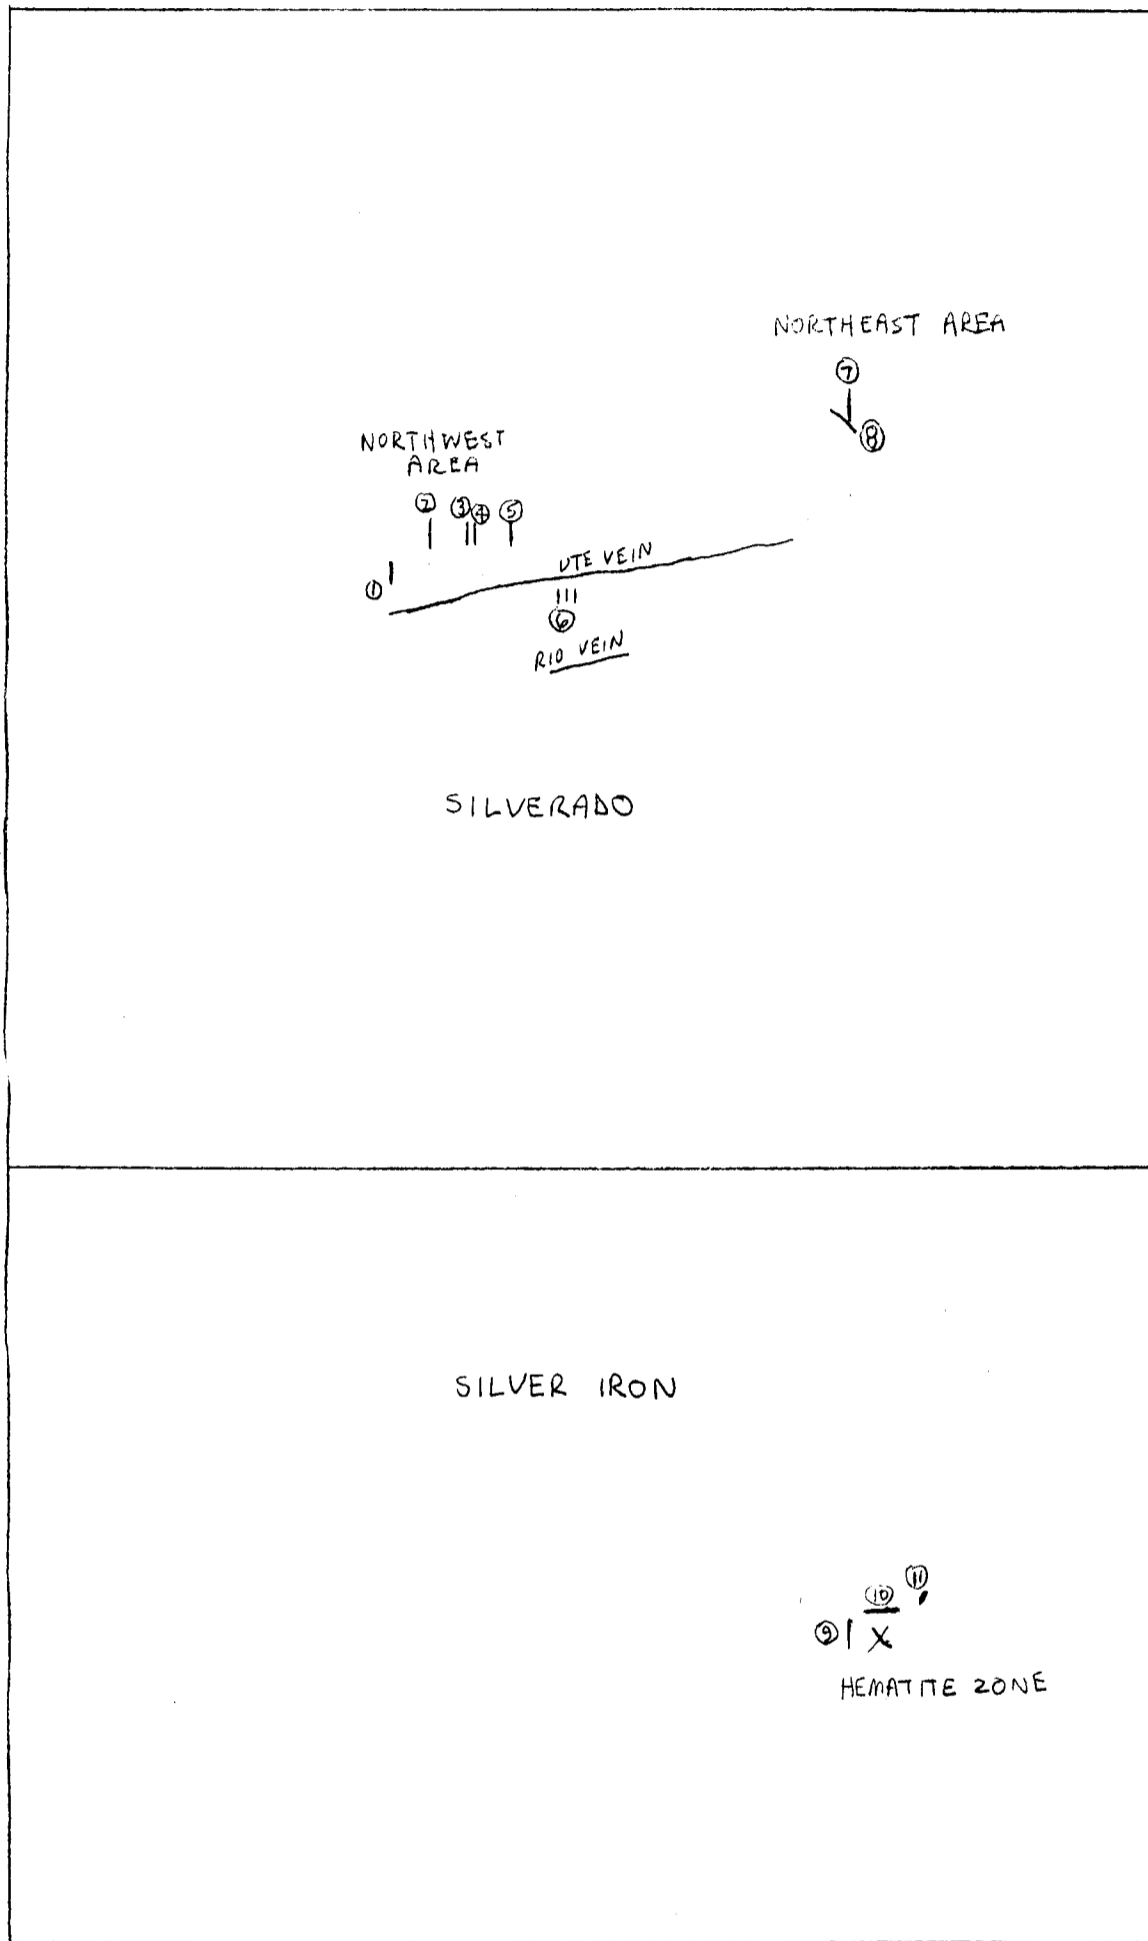 NORTHEAST AREA
7
8
NORTHWEST
AREA
2 3 4 5
1
UTE VEIN
6
RIO VEIN
SILVERADO
SILVER IRON
11
10
9 X
HEMATITE ZONE